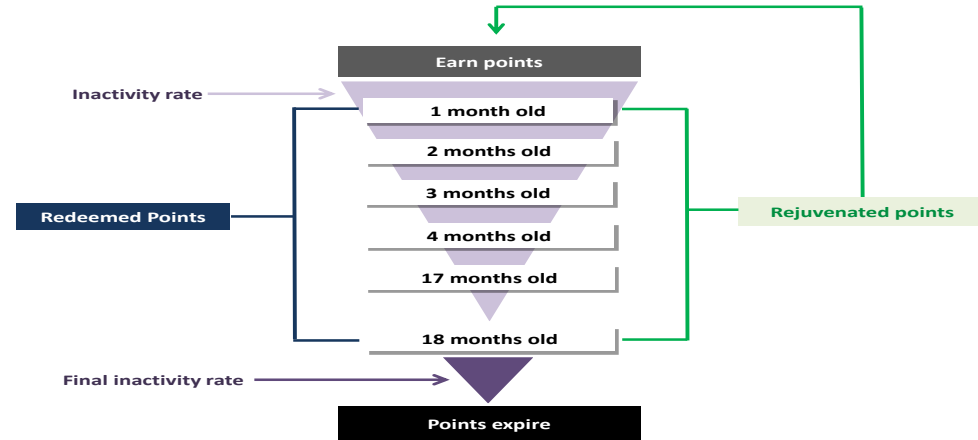 Earn points
Inactivity rate
1 month old
2 months old
3 months old
Redeemed Points
Rejuvenated points
4 months old
17 months old
18 months old
Final inactivity rate
Points expire